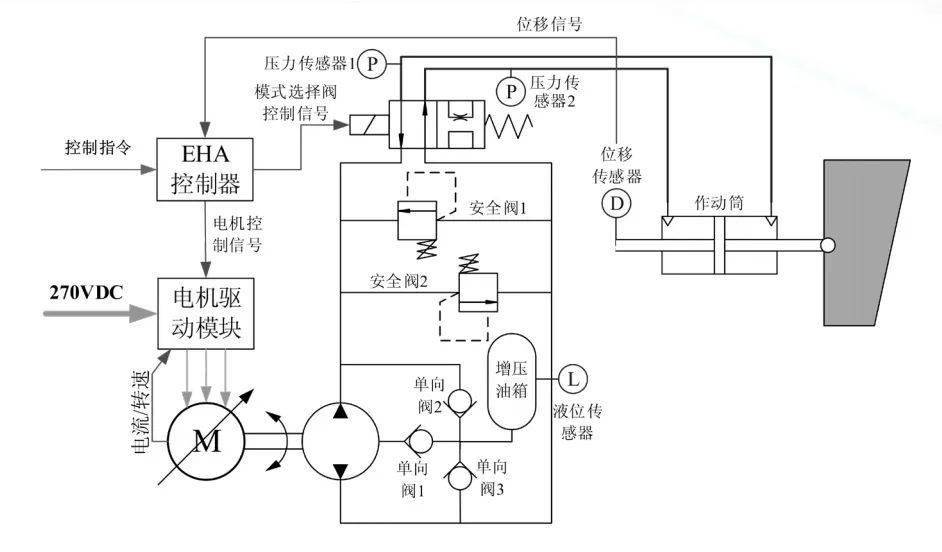 位移信号
压力传感器1
P
P
压力传
感器2
模式选择阀
控制信号
控制指令
EHA
控制器
位移
传感器
D
作动筒
安全阀1
电机控
制信号
安全阀2
270VDC
电机驱
动模块
增压
油箱
L
液位传
感器
单向
阀2
电流/转速
M
单向
阀1
单向
阀3